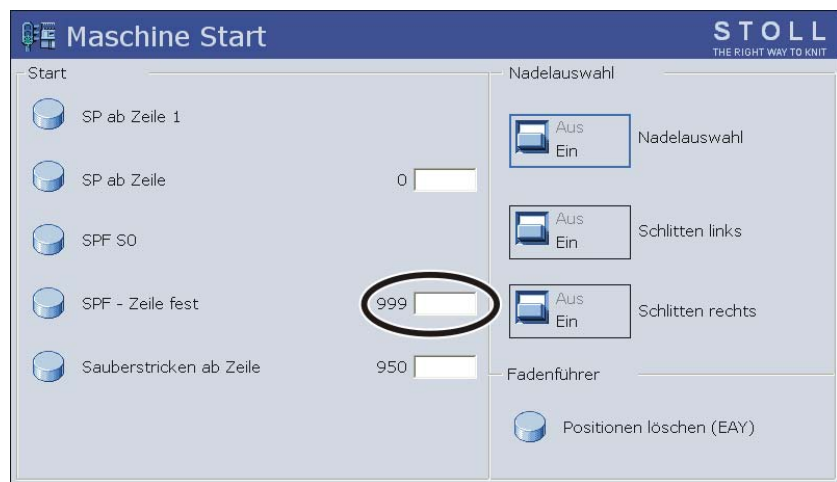 Maschine Start
STOLL
THE RIGHT WAY TO KNIT
Start
SP ab Zeile 1
SP ab Zeile 0
SPF S0
SPF - Zeile fest 999
Sauberstricken ab Zeile 950
Nadelauswahl
Aus
Ein
Nadelauswahl
Aus
Ein
Schlitten links
Aus
Ein
Schlitten rechts
Fadenführer
Positionen löschen (EAY)